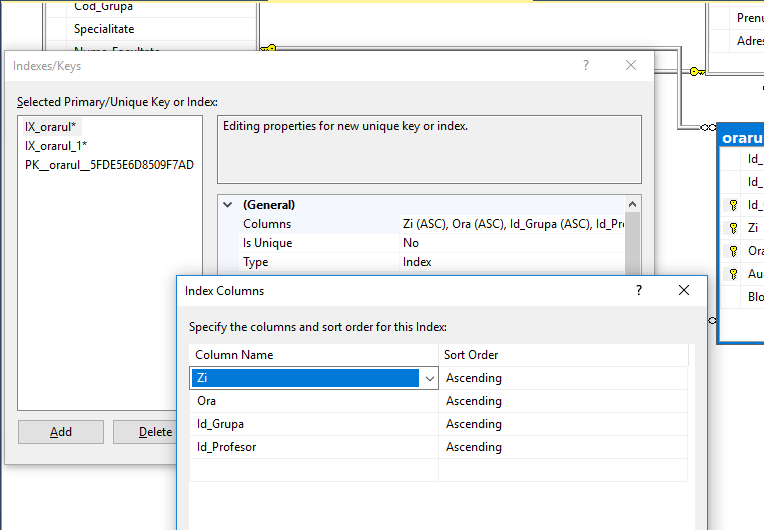 Cod_Grupa
Specialitate
Nume_Facultate
Prenu
Adres
Indexes/Keys
?
Selected Primary/Unique Key or Index:
IX_orarul*
IX_orarul_1*
PK__orarul__5FDE5E6D8509F7AD
Editing properties for new unique key or index.
(General)
Columns Zi (ASC), Ora (ASC), Id_Grupa (ASC), Id_Pr
Is Unique No
Type Index
Add Delete
Index Columns
?
Specify the columns and sort order for this Index:
Column Name Sort Order
Zi Ascending
Ora Ascending
Id_Grupa Ascending
Id_Profesor Ascending
oraru
Id_
Id_
Id_
Zi
Ora
Au
Blo